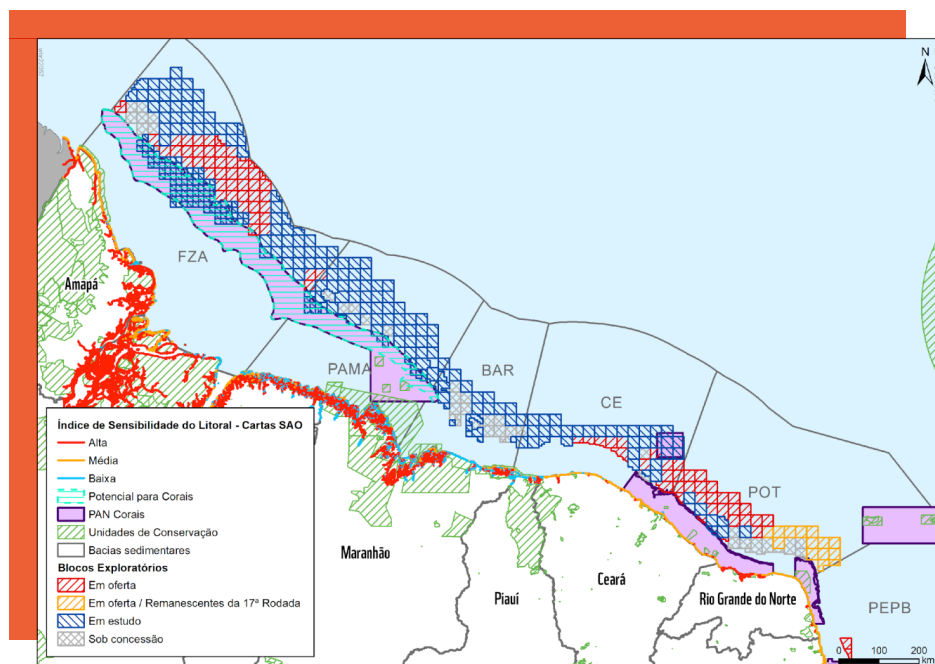 N
FZA
Amapá
PAMA
BAR
CE
POT
Maranhão
Piauí
Ceará
Rio Grande do Norte
PEPB
Índice de Sensibilidade do Litoral - Cartas SAO
Alta
Média
Baixa
Potencial para Corais
PAN Corais
Unidades de Conservação
Bacias sedimentares
Blocos Exploratórios
Em oferta
Em oferta / Remanescentes da 17ª Rodada
Em estudo
Sob concessão
0 100 200
km